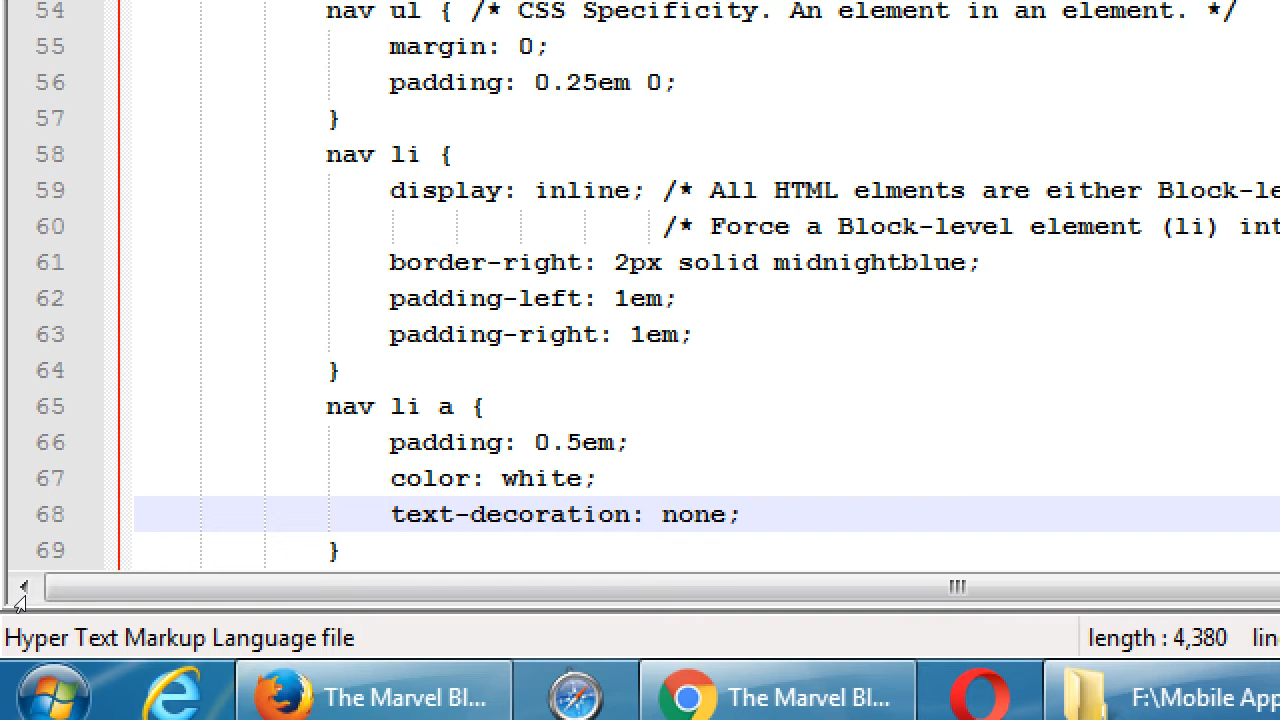 54 nav ul { /* CSS Specificity. An element in an element. */
55 margin: 0;
56 padding: 0.25em 0;
57 }
58 nav li {
59 display: inline; /* All HTML elments are either Block-le
60 /* Force a Block-level element (li) int
61 border-right: 2px solid midnightblue;
62 padding-left: 1em;
63 padding-right: 1em;
64 }
65 nav li a {
66 padding: 0.5em;
67 color: white;
68 text-decoration: none;
69 }
Hyper Text Markup Language file length : 4,380 lin
The Marvel Bl... The Marvel Bl... F:\Mobile App